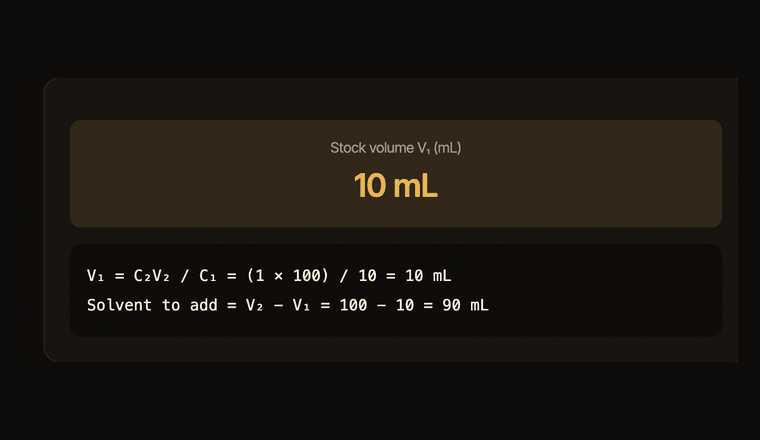 Stock volume V₁ (mL)
10 mL
V₁ = C₂V₂ / C₁ = (1 × 100) / 10 = 10 mL
Solvent to add = V₂ − V₁ = 100 − 10 = 90 mL